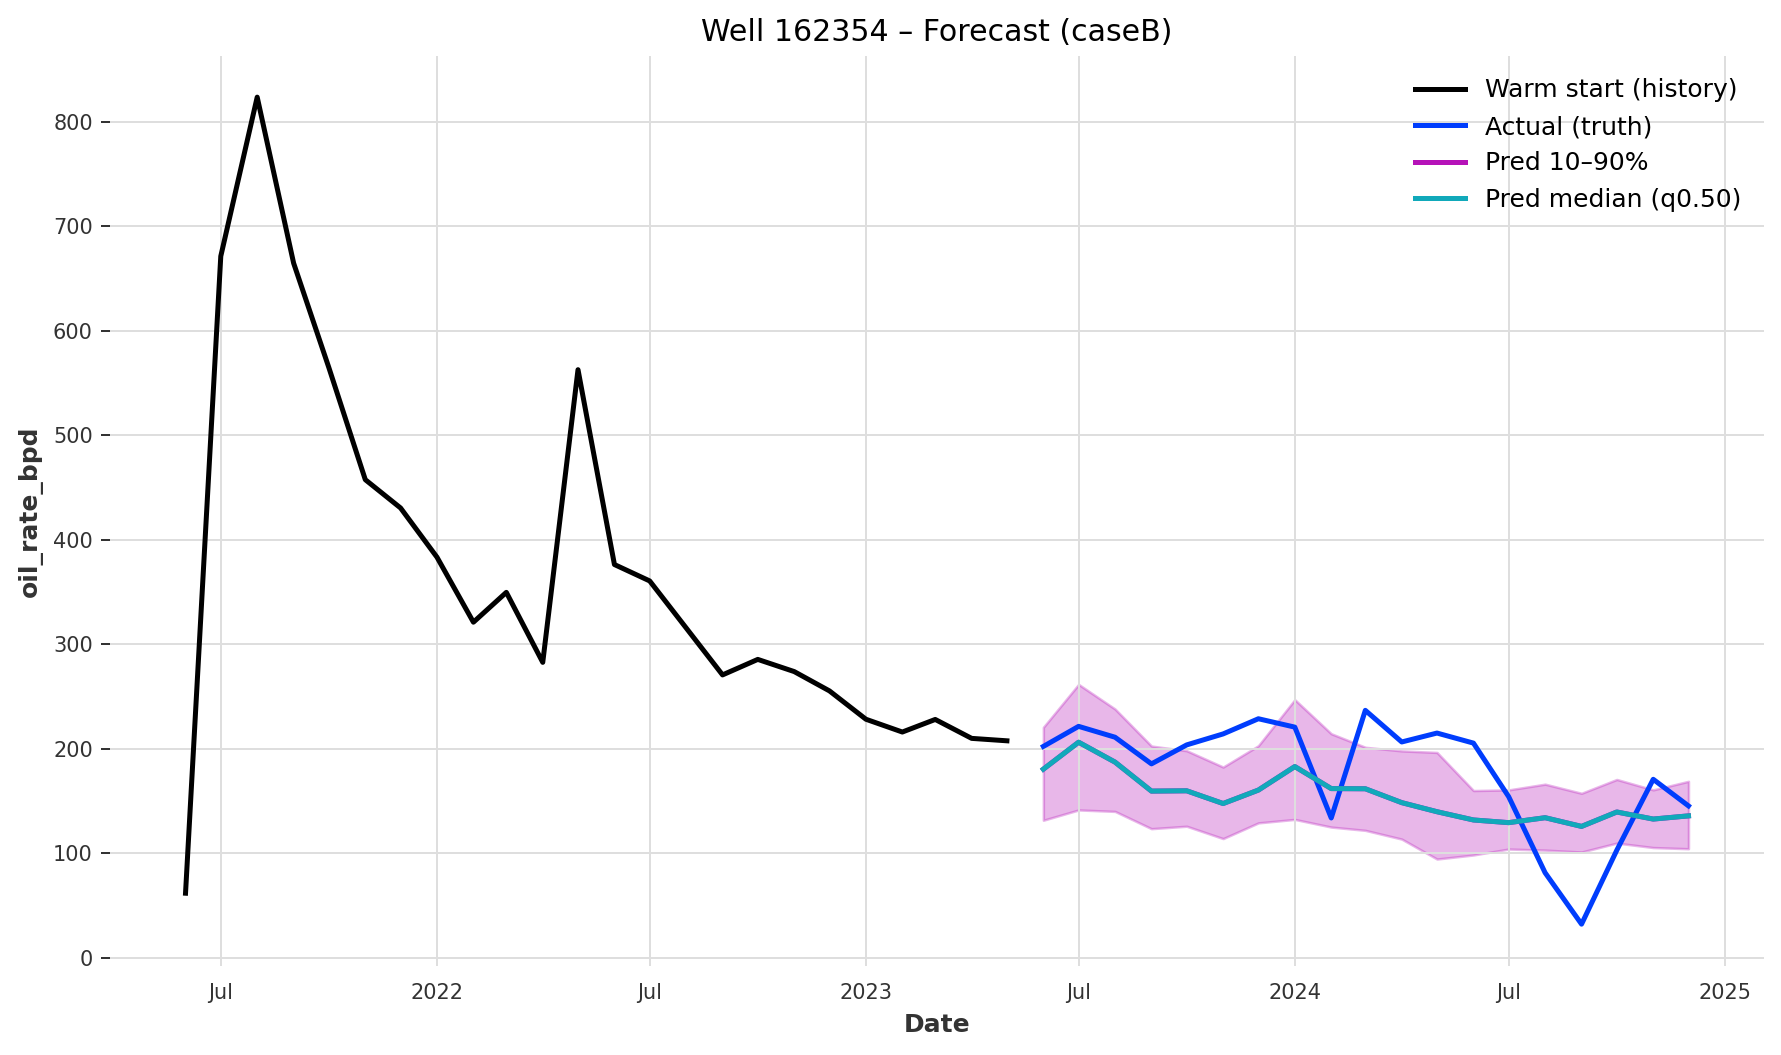 Well 162354 – Forecast (caseB)
Warm start (history)
Actual (truth)
Pred 10–90%
Pred median (q0.50)
oil_rate_bpd
800
700
600
500
400
300
200
100
0
Jul
2022
Jul
2023
Jul
2024
Jul
2025
Date